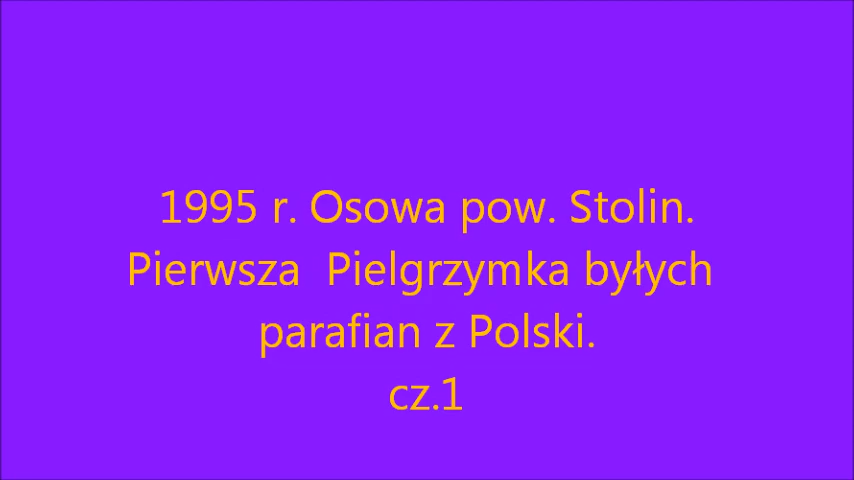 1995 r. Osowa pow. Stolin.
Pierwsza  Pielgrzymka byłych
parafian z Polski.
cz.1